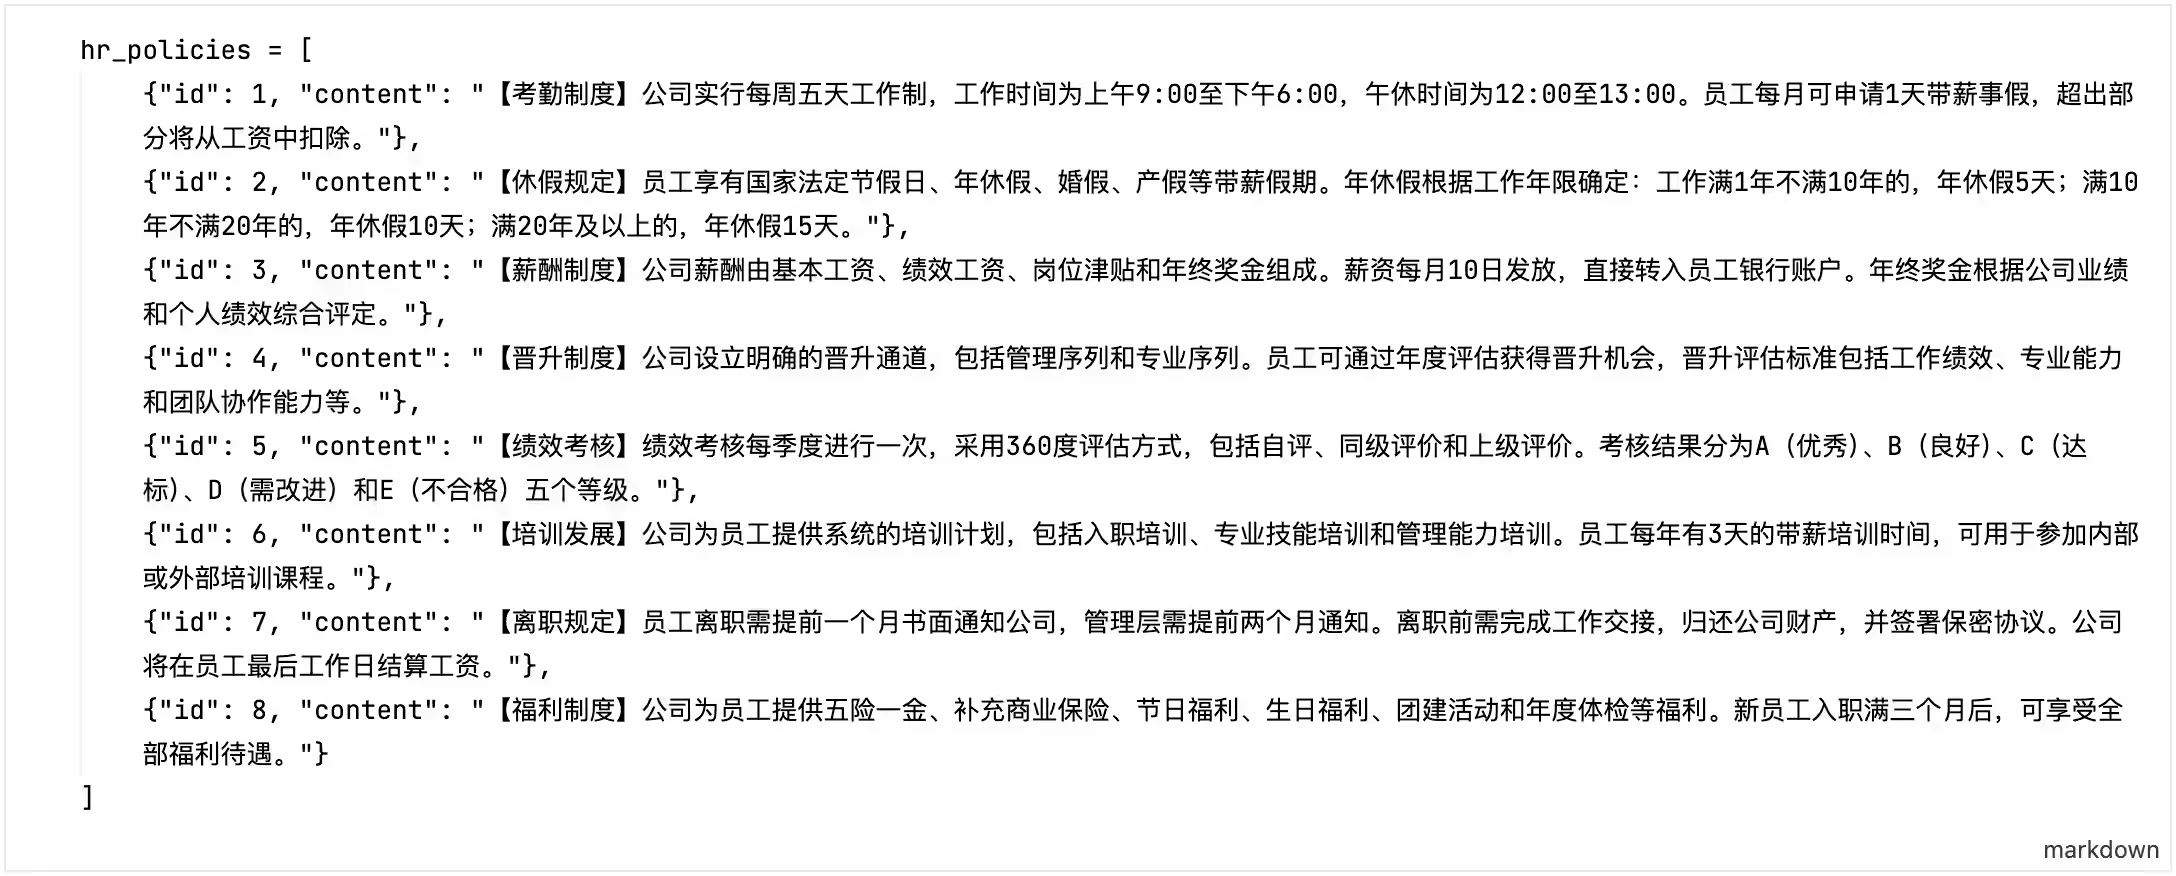 hr_policies = [
{"id": 1, "content": "【考勤制度】公司实行每周五天工作制，工作时间为上午9:00至下午6:00，午休时间为12:00至13:00。员工每月可申请1天带薪事假，超出部
分将从工资中扣除。"},
{"id": 2, "content": "【休假规定】员工享有国家法定节假日、年休假、婚假、产假等带薪假期。年休假根据工作年限确定：工作满1年不满10年的，年休假5天；满10
年不满20年的，年休假10天；满20年及以上的，年休假15天。"},
{"id": 3, "content": "【薪酬制度】公司薪酬由基本工资、绩效工资、岗位津贴和年终奖金组成。薪资每月10日发放，直接转入员工银行账户。年终奖金根据公司业绩
和个人绩效综合评定。"},
{"id": 4, "content": "【晋升制度】公司设立明确的晋升通道，包括管理序列和专业序列。员工可通过年度评估获得晋升机会，晋升评估标准包括工作绩效、专业能力
和团队协作能力等。"},
{"id": 5, "content": "【绩效考核】绩效考核每季度进行一次，采用360度评估方式，包括自评、同级评价和上级评价。考核结果分为A（优秀）、B（良好）、C（达
标）、D（需改进）和E（不合格）五个等级。"},
{"id": 6, "content": "【培训发展】公司为员工提供系统的培训计划，包括入职培训、专业技能培训和管理能力培训。员工每年有3天的带薪培训时间，可用于参加内部
或外部培训课程。"},
{"id": 7, "content": "【离职规定】员工离职需提前一个月书面通知公司，管理层需提前两个月通知。离职前需完成工作交接，归还公司财产，并签署保密协议。公司
将在员工最后工作日结算工资。"},
{"id": 8, "content": "【福利制度】公司为员工提供五险一金、补充商业保险、节日福利、生日福利、团建活动和年度体检等福利。新员工入职满三个月后，可享受全
部福利待遇。"}
]
markdown